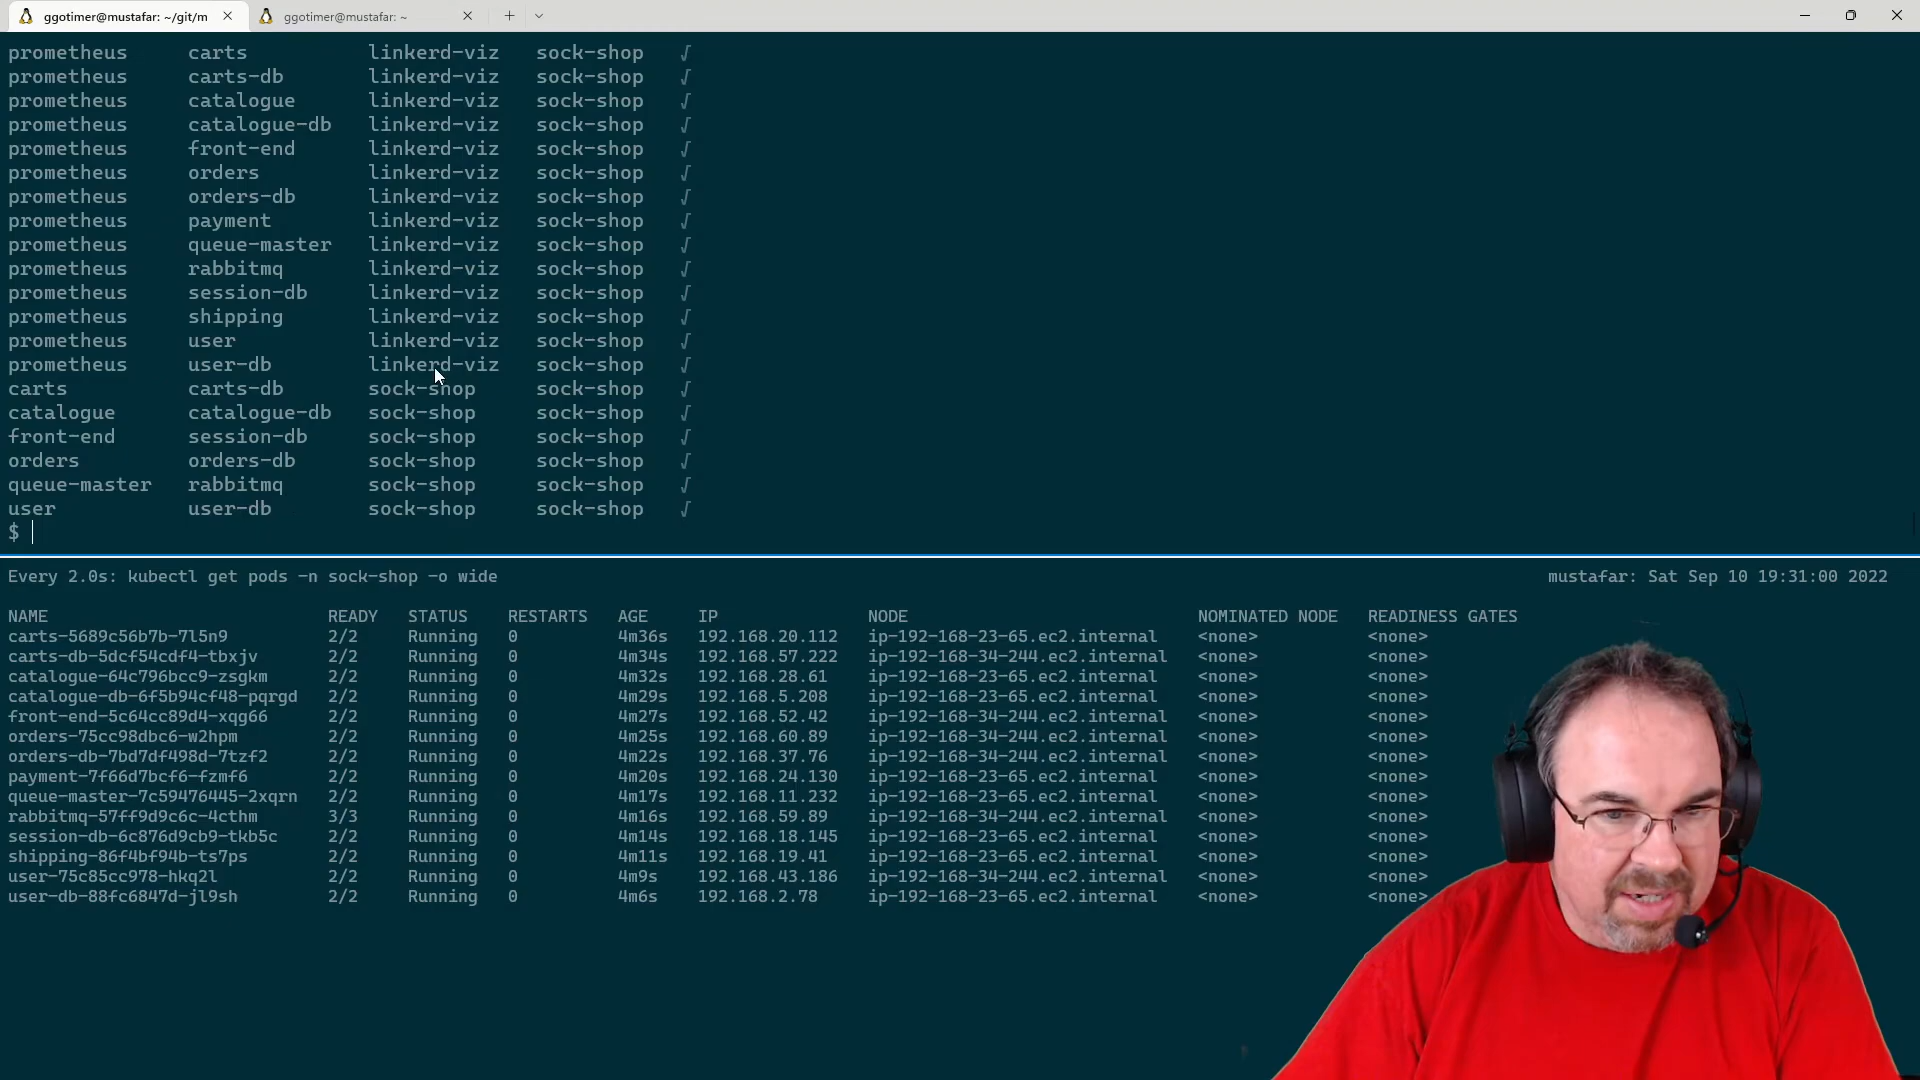 ggotimer@mustafar: ~/git/m
ggotimer@mustafar: ~
prometheus carts linkerd-viz sock-shop √
prometheus carts-db linkerd-viz sock-shop √
prometheus catalogue linkerd-viz sock-shop √
prometheus catalogue-db linkerd-viz sock-shop √
prometheus front-end linkerd-viz sock-shop √
prometheus orders linkerd-viz sock-shop √
prometheus orders-db linkerd-viz sock-shop √
prometheus payment linkerd-viz sock-shop √
prometheus queue-master linkerd-viz sock-shop √
prometheus rabbitmq linkerd-viz sock-shop √
prometheus session-db linkerd-viz sock-shop √
prometheus shipping linkerd-viz sock-shop √
prometheus user linkerd-viz sock-shop √
prometheus user-db linkerd-viz sock-shop √
carts carts-db sock-shop sock-shop √
catalogue catalogue-db sock-shop sock-shop √
front-end session-db sock-shop sock-shop √
orders orders-db sock-shop sock-shop √
queue-master rabbitmq sock-shop sock-shop √
user user-db sock-shop sock-shop √
$
Every 2.0s: kubectl get pods -n sock-shop -o wide mustafar: Sat Sep 10 19:31:00 2022
NAME READY STATUS RESTARTS AGE IP NODE NOMINATED NODE READINESS GATES
carts-5689c56b7b-7l5n9 2/2 Running 0 4m36s 192.168.20.112 ip-192-168-23-65.ec2.internal <none> <none>
carts-db-5dcf54cdf4-tbxjv 2/2 Running 0 4m34s 192.168.57.222 ip-192-168-34-244.ec2.internal <none> <none>
catalogue-64c796bcc9-zsgkm 2/2 Running 0 4m32s 192.168.28.61 ip-192-168-23-65.ec2.internal <none> <none>
catalogue-db-6f5b94cf48-pqrgd 2/2 Running 0 4m29s 192.168.5.208 ip-192-168-23-65.ec2.internal <none> <none>
front-end-5c64cc89d4-xqg66 2/2 Running 0 4m27s 192.168.52.42 ip-192-168-34-244.ec2.internal <none> <none>
orders-75cc98dbc6-w2hpm 2/2 Running 0 4m25s 192.168.60.89 ip-192-168-34-244.ec2.internal <none> <none>
orders-db-7bd7df498d-7tzf2 2/2 Running 0 4m22s 192.168.37.76 ip-192-168-34-244.ec2.internal <none> <none>
payment-7f66d7bcf6-fzmf6 2/2 Running 0 4m20s 192.168.24.130 ip-192-168-23-65.ec2.internal <none> <none>
queue-master-7c59476445-2xqrn 2/2 Running 0 4m17s 192.168.11.232 ip-192-168-23-65.ec2.internal <none> <none>
rabbitmq-57ff9d9c6c-4cthm 3/3 Running 0 4m16s 192.168.59.89 ip-192-168-34-244.ec2.internal <none> <none>
session-db-6c876d9cb9-tkb5c 2/2 Running 0 4m14s 192.168.18.145 ip-192-168-23-65.ec2.internal <none> <none>
shipping-86f4bf94b-ts7ps 2/2 Running 0 4m11s 192.168.19.41 ip-192-168-23-65.ec2.internal <none> <none>
user-75c85cc978-hkq2l 2/2 Running 0 4m9s 192.168.43.186 ip-192-168-34-244.ec2.internal <none> <none>
user-db-88fc6847d-jl9sh 2/2 Running 0 4m6s 192.168.2.78 ip-192-168-23-65.ec2.internal <none> <none>